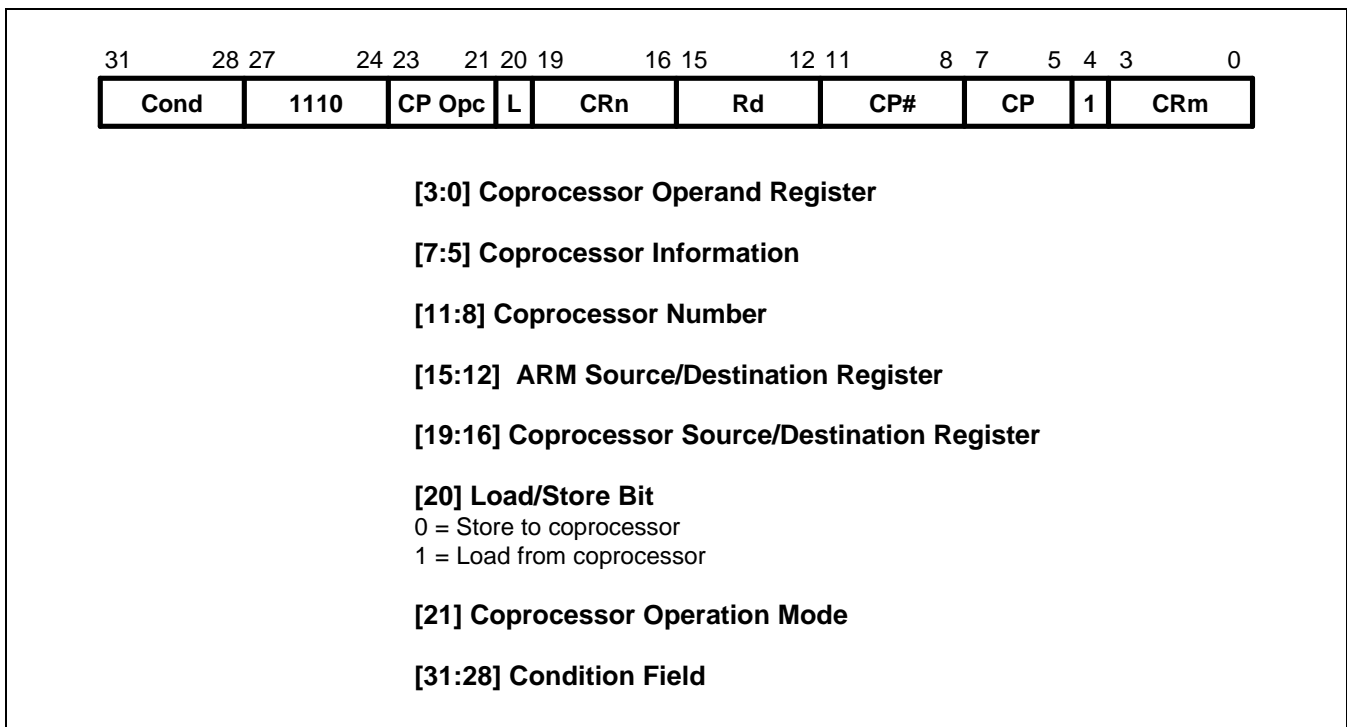 31 28 27 24 23 21 20 19 16 15 12 11 8 7 5 4 3 0
Cond 1110 CP Opc L CRn Rd CP# CP 1 CRm
[3:0] Coprocessor Operand Register
[7:5] Coprocessor Information
[11:8] Coprocessor Number
[15:12] ARM Source/Destination Register
[19:16] Coprocessor Source/Destination Register
[20] Load/Store Bit
0 = Store to coprocessor
1 = Load from coprocessor
[21] Coprocessor Operation Mode
[31:28] Condition Field